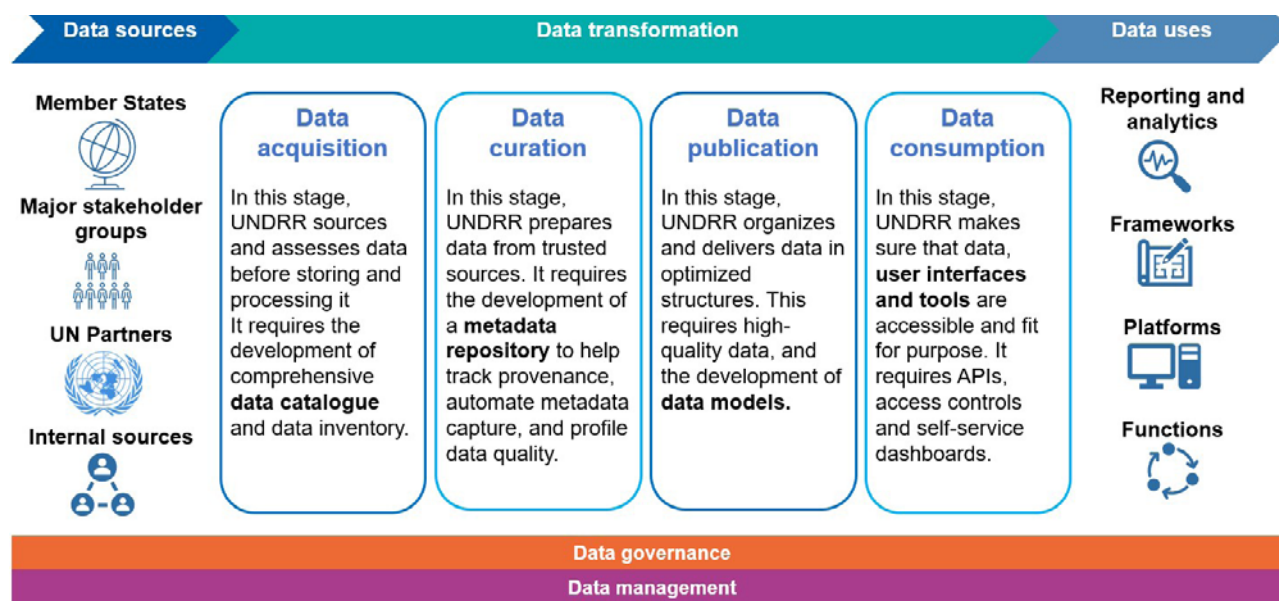 Data sources
Data transformation
Data uses
Member States
Major stakeholder
groups
UN Partners
Internal sources
Data
acquisition
In this stage,
UNDRR sources
and assesses data
before storing and
processing it
It requires the
development of
comprehensive
data catalogue
and data inventory.
Data
curation
In this stage,
UNDRR prepares
data from trusted
sources. It requires
the development of
a metadata
repository to help
track provenance,
automate metadata
capture, and profile
data quality.
Data
publication
In this stage,
UNDRR organizes
and delivers data in
optimized
structures. This
requires high-
quality data, and
the development of
data models.
Data
consumption
In this stage,
UNDRR makes
sure that data,
user interfaces
and tools are
accessible and fit
for purpose. It
requires APIs,
access controls
and self-service
dashboards.
Reporting and
analytics
Frameworks
Platforms
Functions
Data governance
Data management